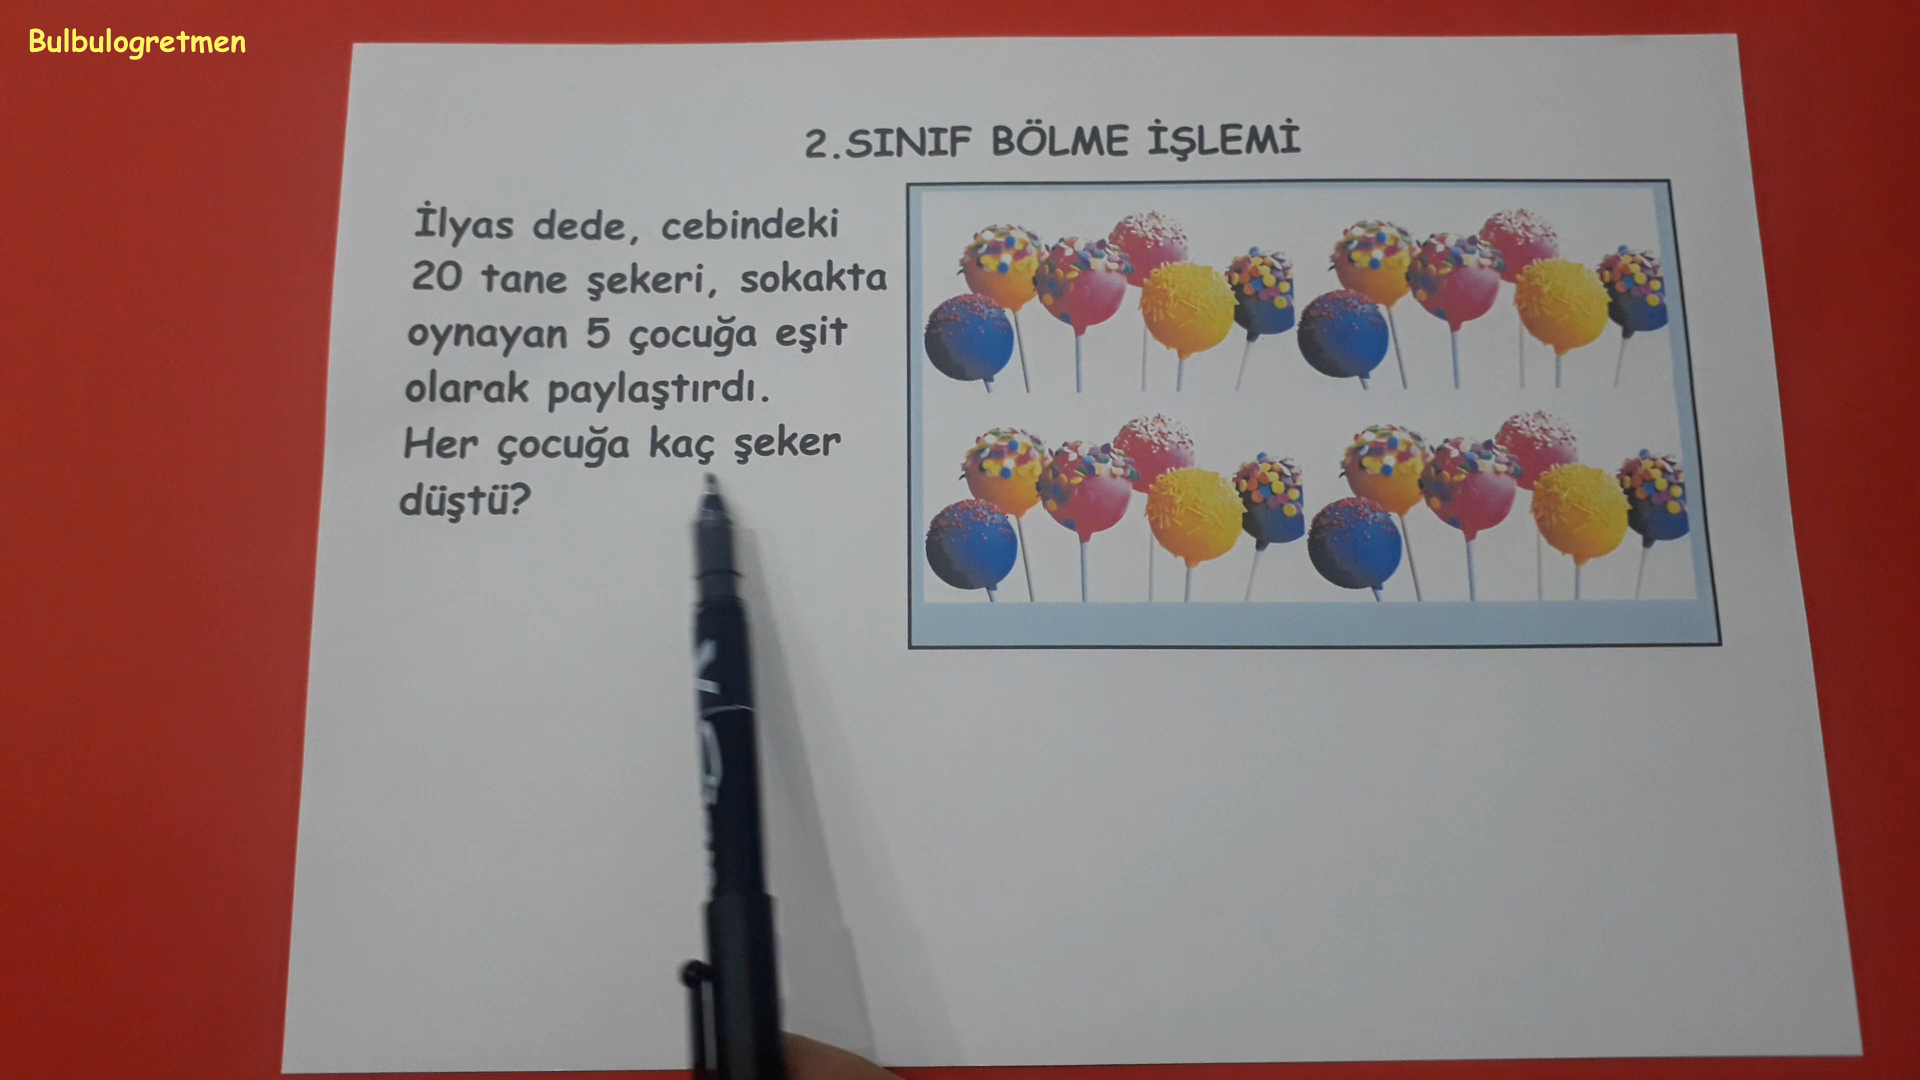 Bulbulogretmen
2.SINIF BÖLME İŞLEMİ
İlyas dede, cebindeki
20 tane şekeri, sokakta
oynayan 5 çocuğa eşit
olarak paylaştırdı.
Her çocuğa kaç şeker
düştü?